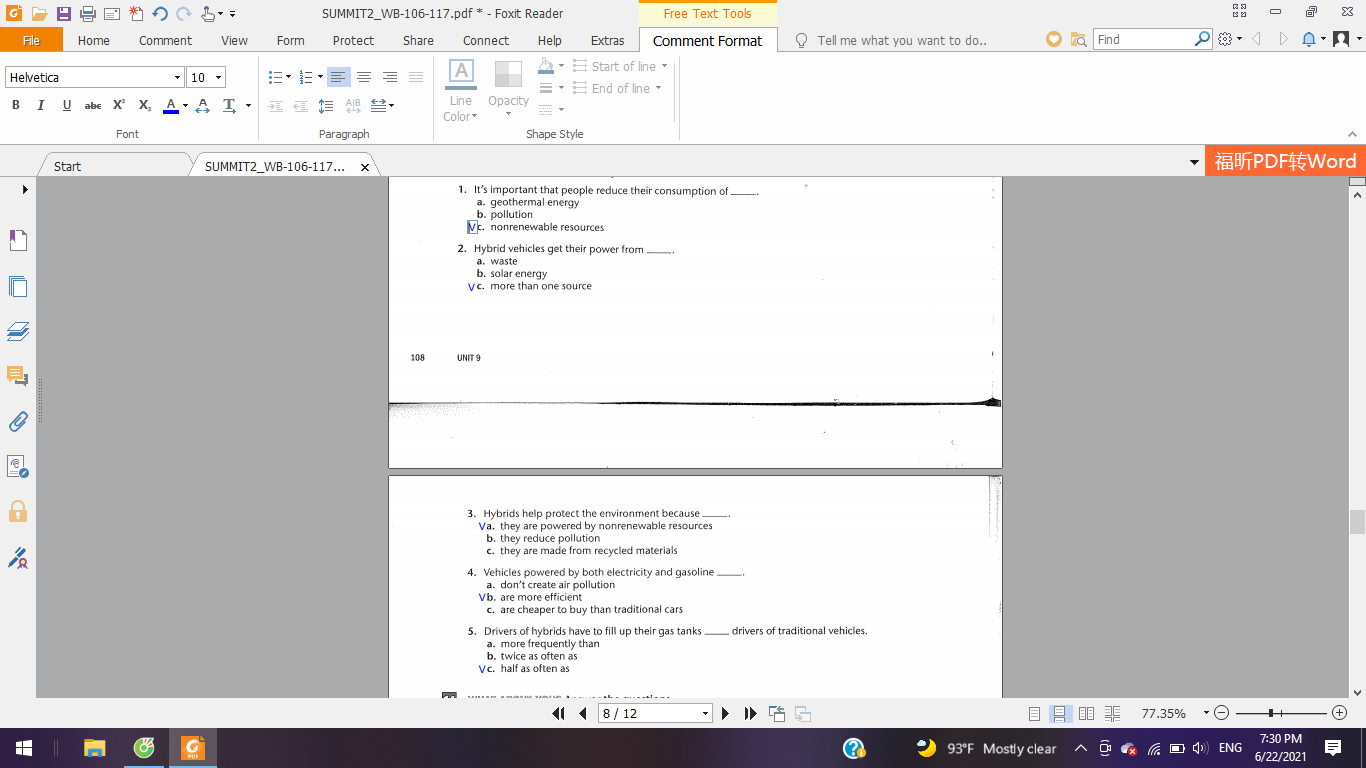 SUMMIT2_WB-106-117.pdf * - Foxit Reader
Free Text Tools
File Home Comment View Form Protect Share Connect Help Extras Comment Format Tell me what you want to do.. Find
Helvetica 10
B I U abc X² X₂ A A T
Font
Paragraph
A
Line Color
Opacity
Start of line
End of line
Shape Style
Start
SUMMIT2_WB-106-117...
福昕PDF转Word
1. It's important that people reduce their consumption of _____.
a. geothermal energy
b. pollution
V c. nonrenewable resources
2. Hybrid vehicles get their power from _____.
a. waste
b. solar energy
V c. more than one source
108 UNIT 9
3. Hybrids help protect the environment because _____.
V a. they are powered by nonrenewable resources
b. they reduce pollution
c. they are made from recycled materials
4. Vehicles powered by both electricity and gasoline _____.
a. don't create air pollution
V b. are more efficient
c. are cheaper to buy than traditional cars
5. Drivers of hybrids have to fill up their gas tanks _____ drivers of traditional vehicles.
a. more frequently than
b. twice as often as
V c. half as often as
8 / 12
77.35%
93°F Mostly clear
ENG
7:30 PM
6/22/2021